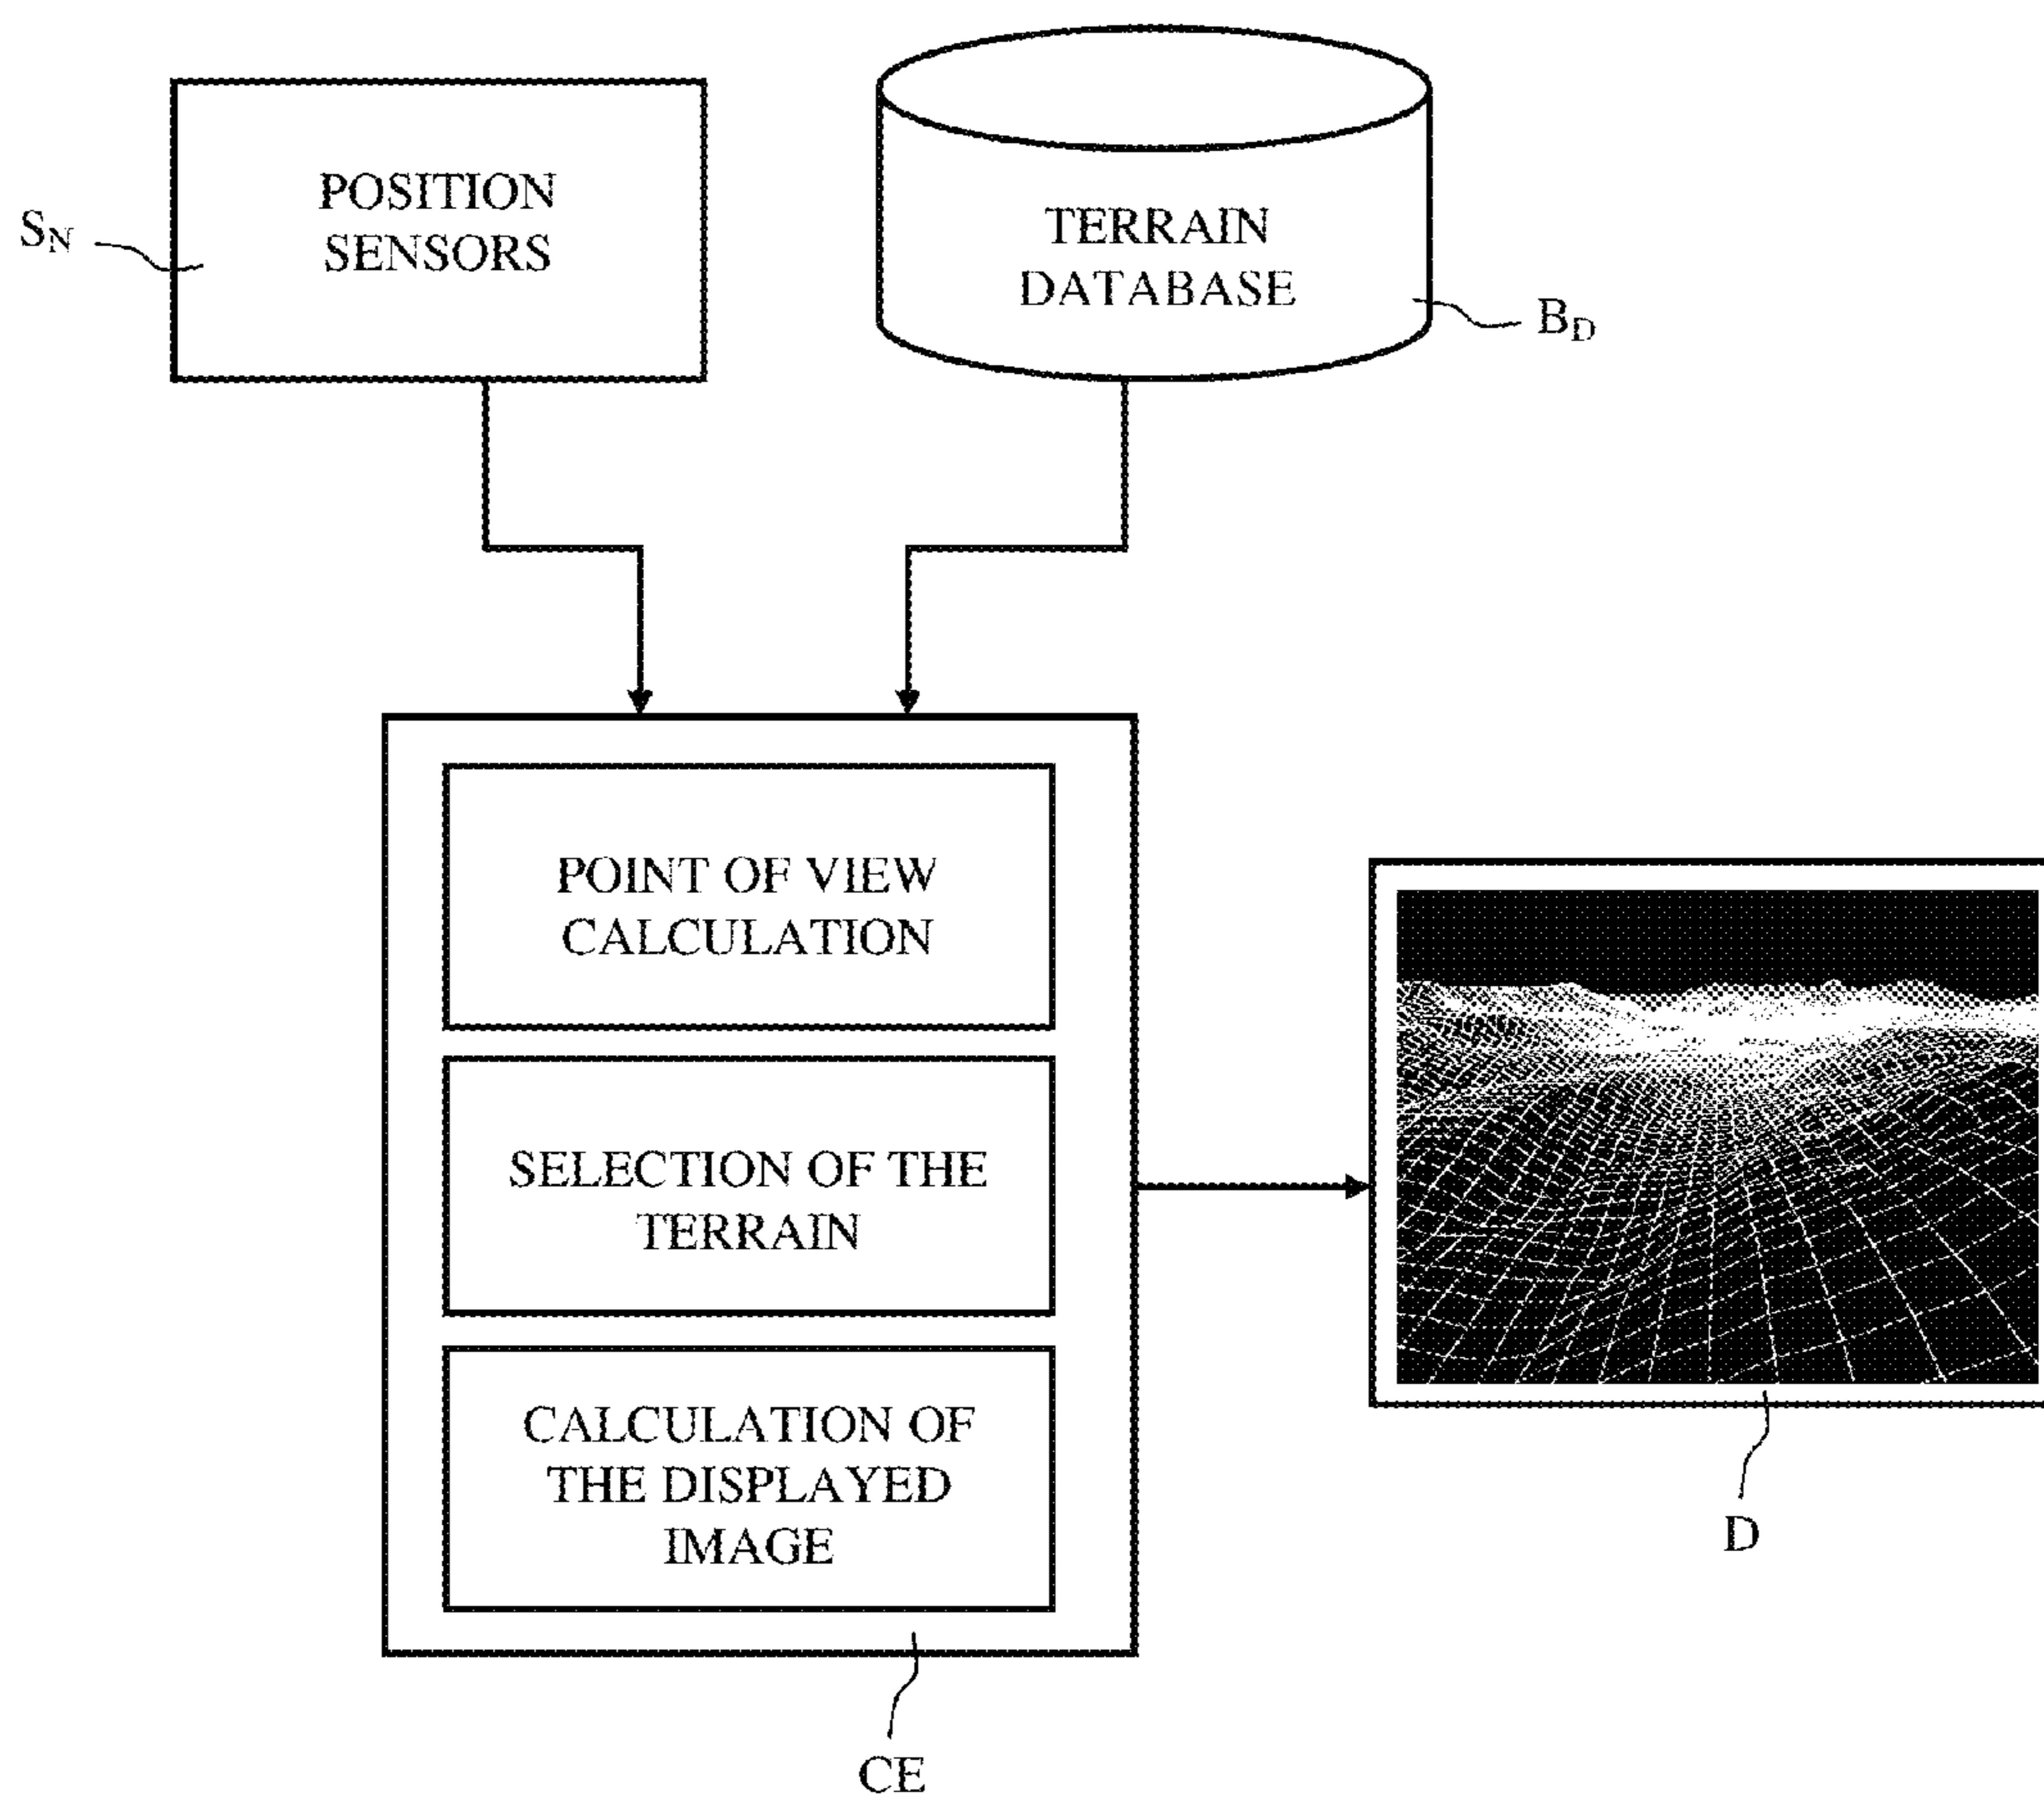 POSITION
SENSORS
S_N
TERRAIN
DATABASE
B_D
POINT OF VIEW
CALCULATION
SELECTION OF THE
TERRAIN
CALCULATION OF
THE DISPLAYED
IMAGE
D
CE